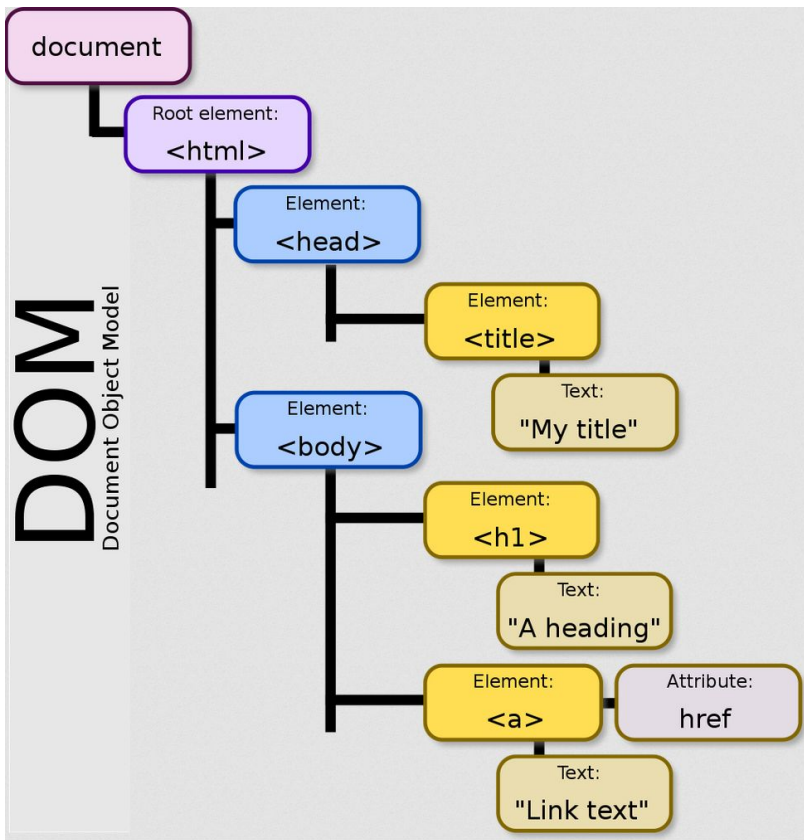 document
Root element:
<html>
Element:
<head>
Element:
<title>
Text:
"My title"
Element:
<body>
Element:
<h1>
Text:
"A heading"
Element:
<a>
Attribute:
href
Text:
"Link text"
DOM
Document Object Model